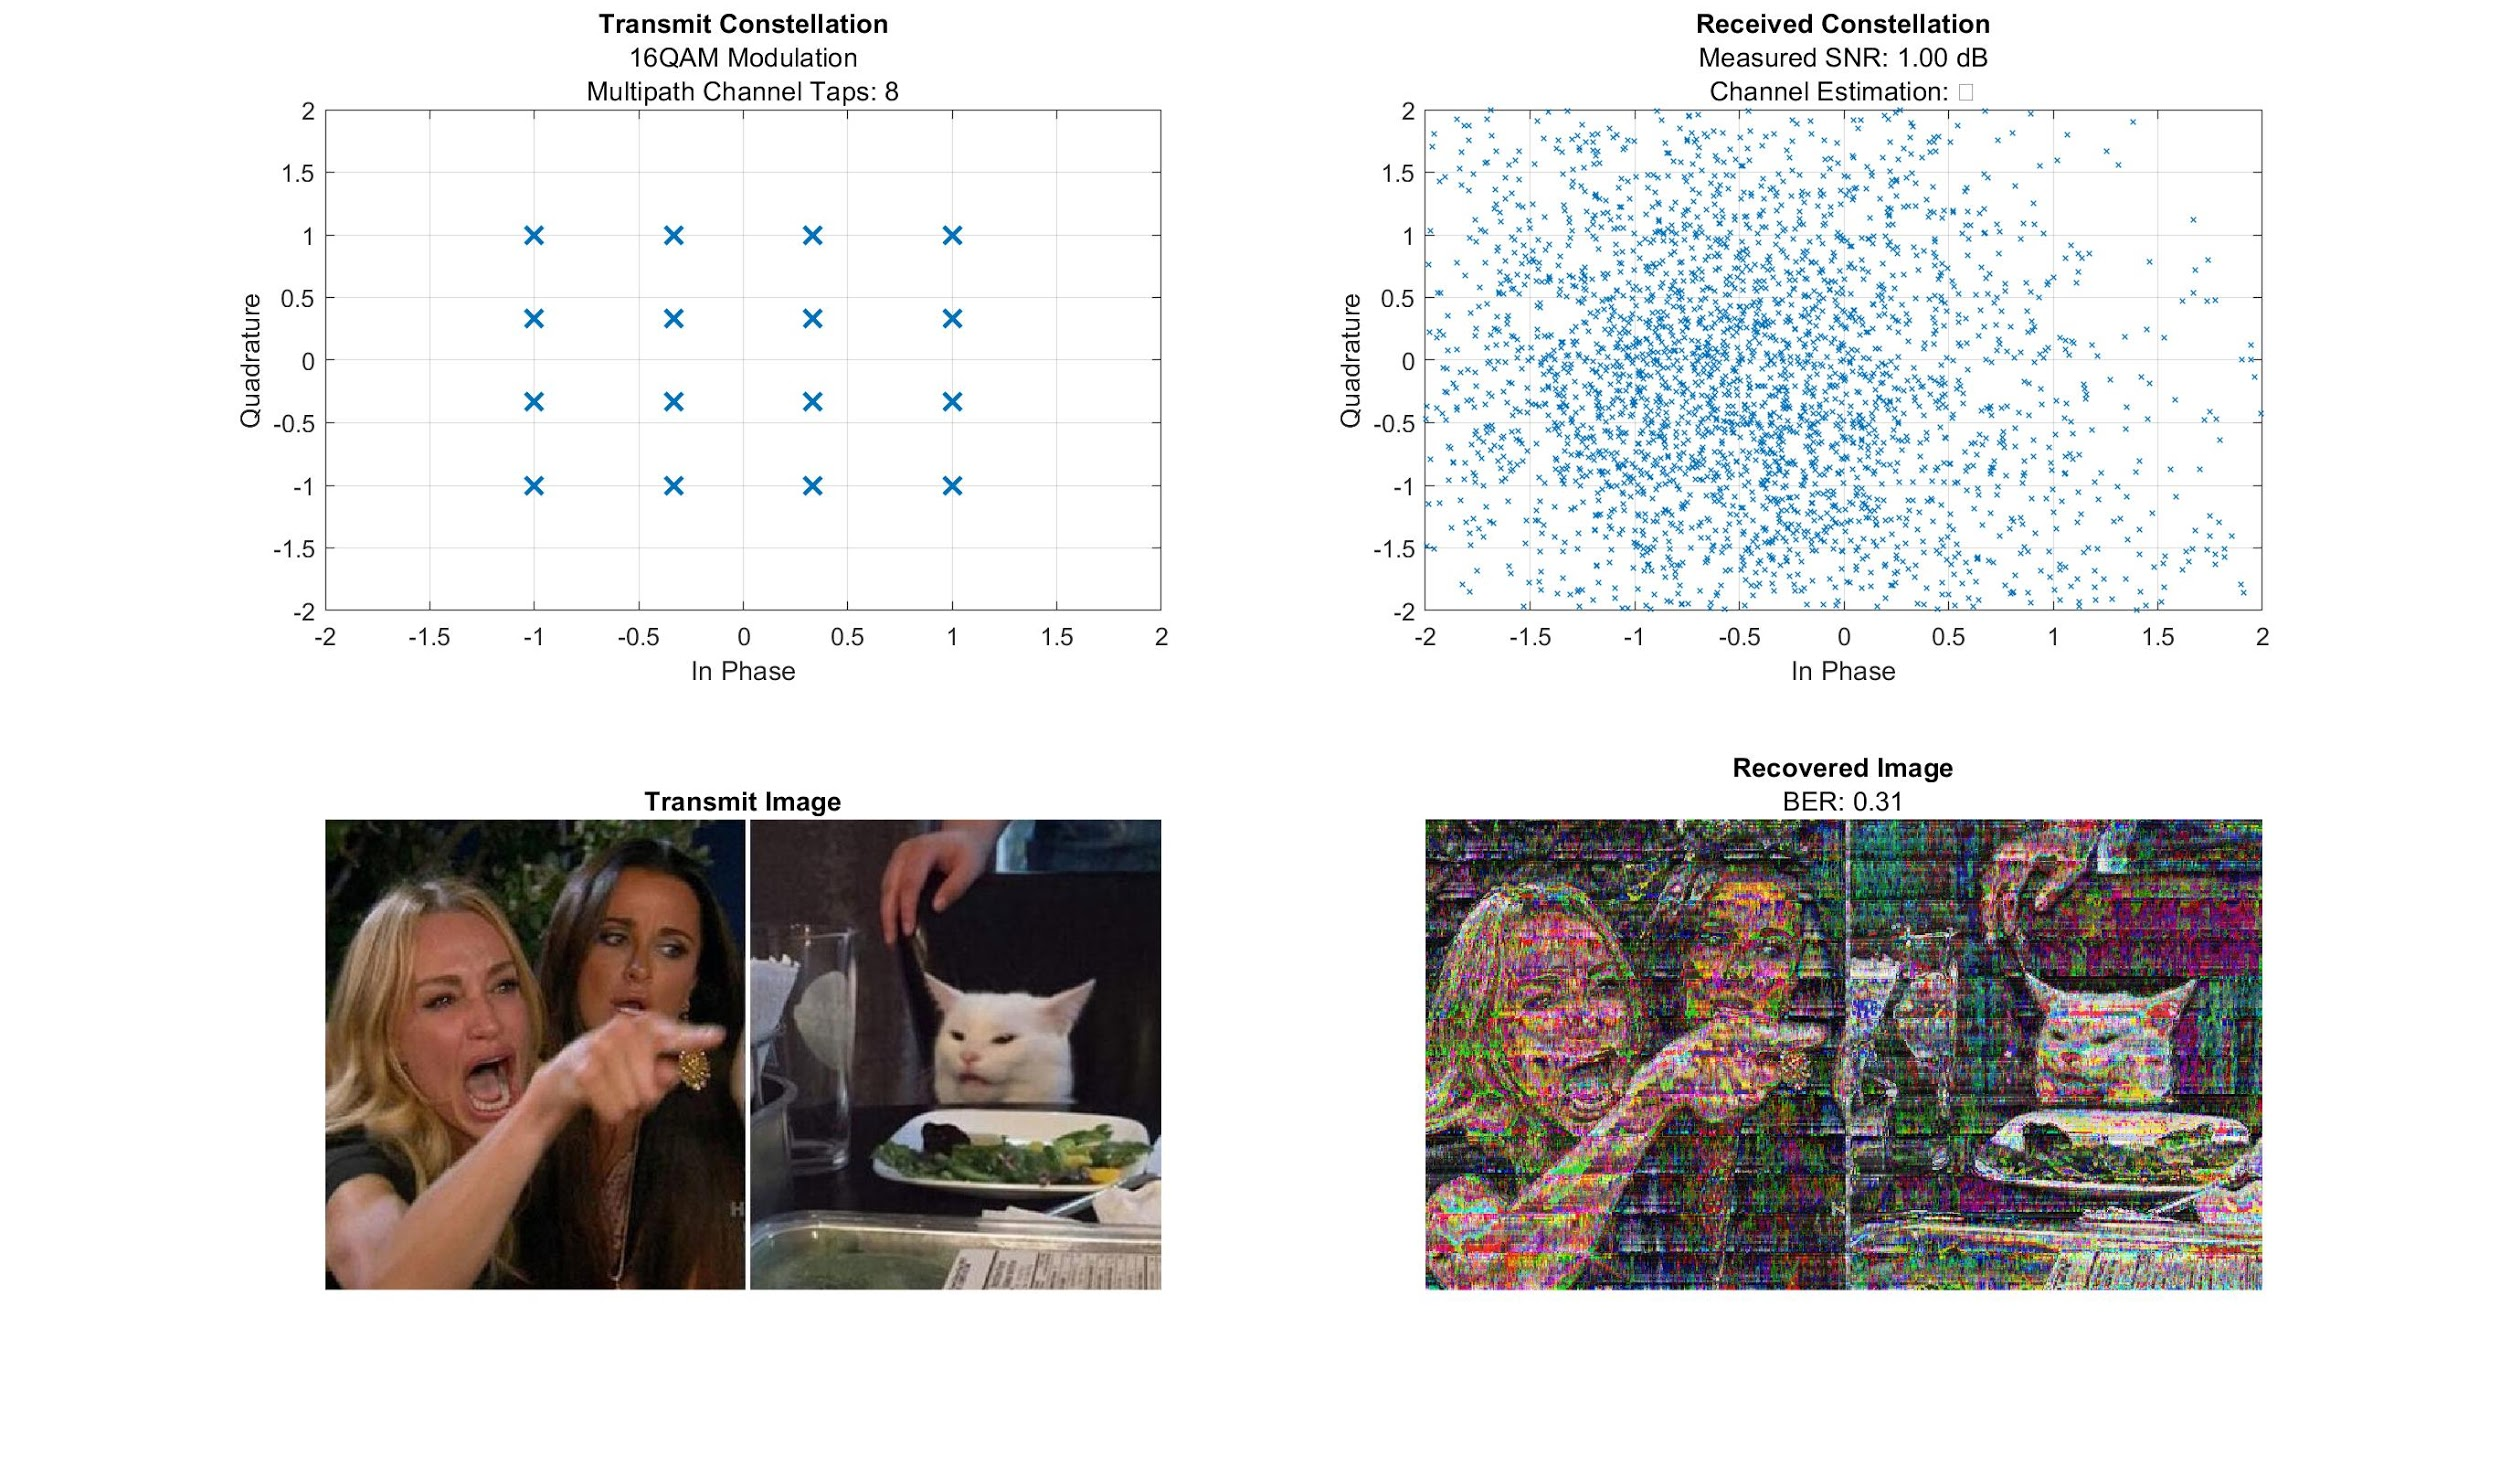 Transmit Constellation
16QAM Modulation
Multipath Channel Taps: 8
2
1.5
1
0.5
0
-0.5
-1
-1.5
-2
Quadrature
-2 -1.5 -1 -0.5 0 0.5 1 1.5 2
In Phase
Received Constellation
Measured SNR: 1.00 dB
Channel Estimation: □
2
1.5
1
0.5
0
-0.5
-1
-1.5
-2
Quadrature
-2 -1.5 -1 -0.5 0 0.5 1 1.5 2
In Phase
Transmit Image
H
Recovered Image
BER: 0.31